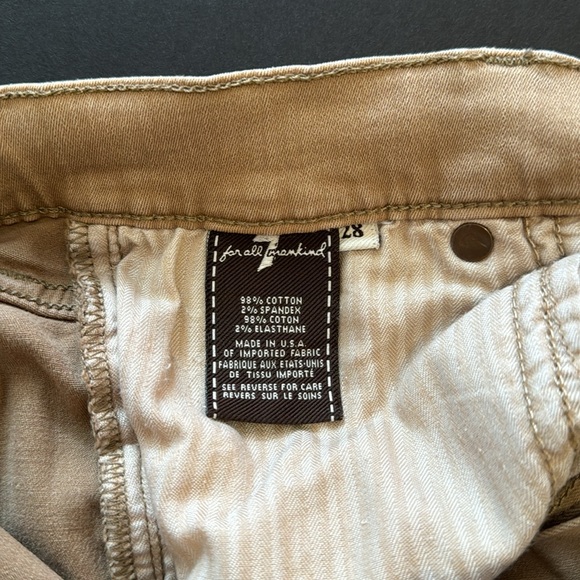 for all 7 mankind
28
98% COTTON
2% SPANDEX
98% COTON
2% ELASTHANE
MADE IN U.S.A.
OF IMPORTED FABRIC
FABRIQUE AUX ETATS-UNIS
DE TISSU IMPORTÉ
SEE REVERSE FOR CARE
REVERS SUR LE SOINS